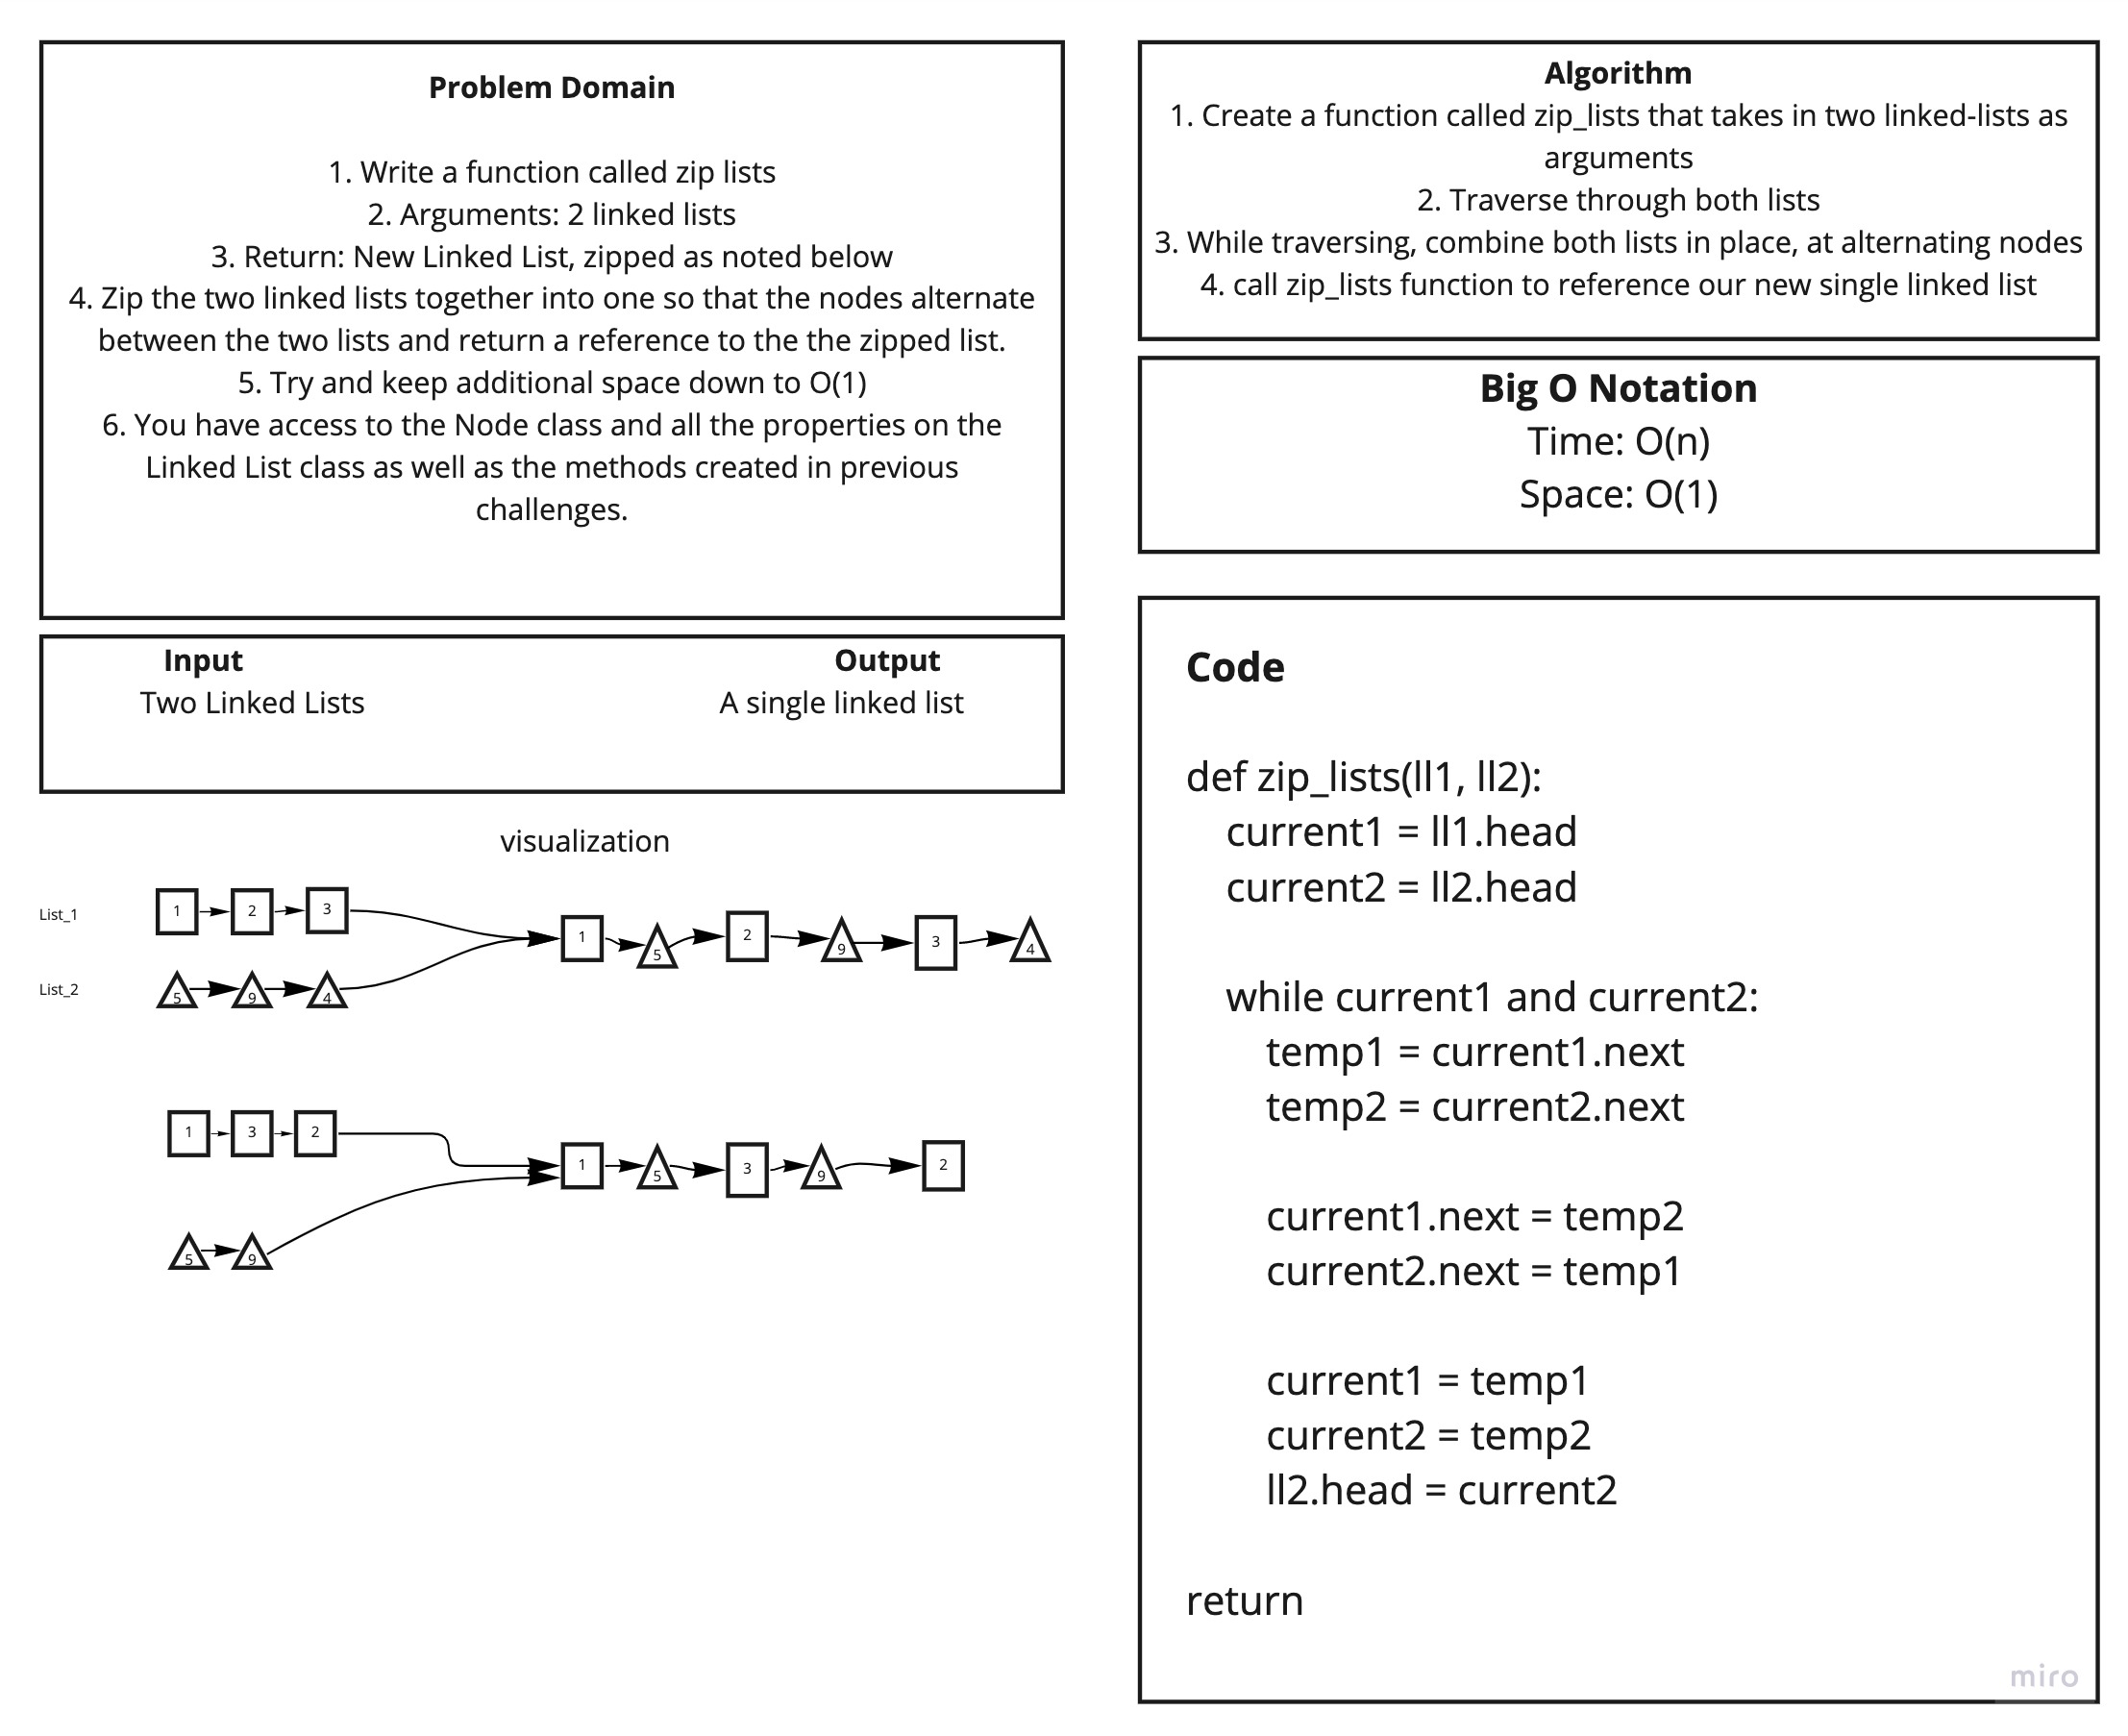 Problem Domain
1. Write a function called zip lists
2. Arguments: 2 linked lists
3. Return: New Linked List, zipped as noted below
4. Zip the two linked lists together into one so that the nodes alternate
between the two lists and return a reference to the the zipped list.
5. Try and keep additional space down to O(1)
6. You have access to the Node class and all the properties on the
Linked List class as well as the methods created in previous
challenges.
Input Output
Two Linked Lists A single linked list
visualization
List_1 1 2 3
1 5 2 9 3 4
List_2 5 9 4
1 3 2
1 5 3 9 2
5 9
Algorithm
1. Create a function called zip_lists that takes in two linked-lists as
arguments
2. Traverse through both lists
3. While traversing, combine both lists in place, at alternating nodes
4. call zip_lists function to reference our new single linked list
Big O Notation
Time: O(n)
Space: O(1)
Code
def zip_lists(ll1, ll2):
    current1 = ll1.head
    current2 = ll2.head
    while current1 and current2:
        temp1 = current1.next
        temp2 = current2.next
        current1.next = temp2
        current2.next = temp1
        current1 = temp1
        current2 = temp2
        ll2.head = current2
return
miro